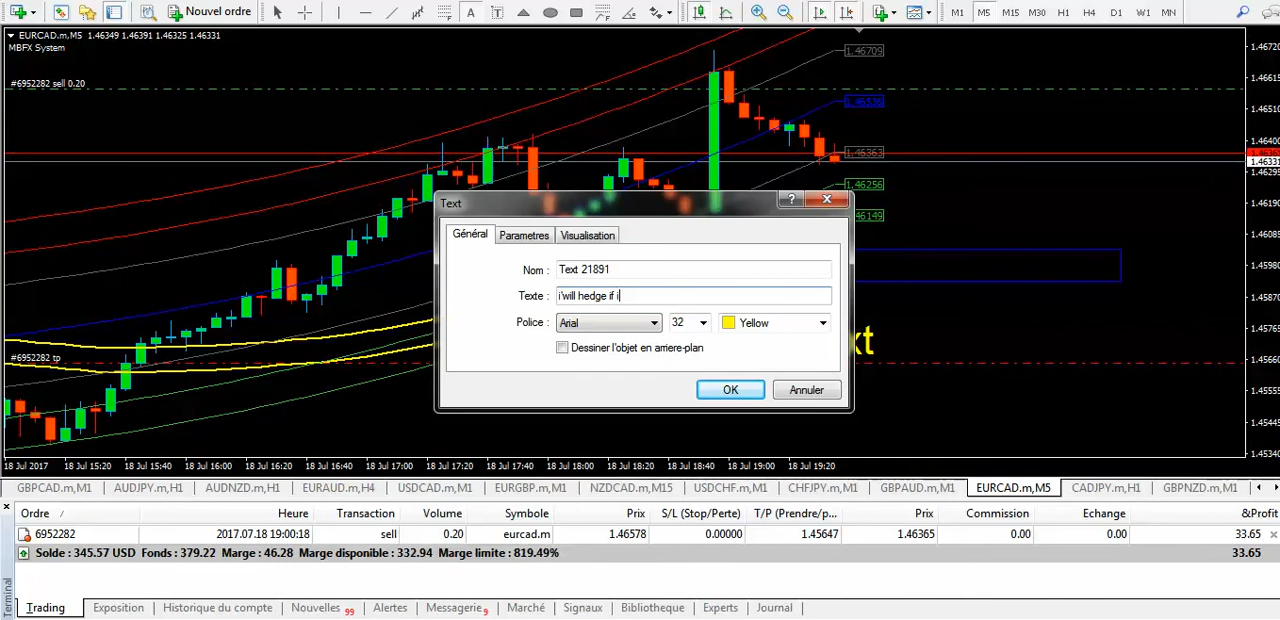 Nouvel ordre A T M1 M5 M15 M30 H1 H4 D1 W1 MN
EURCAD.m,M5 1.46349 1.46391 1.46325 1.46331
MBFX System
#6952282 sell 0.20
#6952282 tp
1.46709
1.46536
1.46363
1.46256
1.46149
1.46720
1.46615
1.46510
1.46400
1.46331
1.46295
1.46190
1.46085
1.45980
1.45875
1.45770
1.45660
1.45555
1.45445
1.45340
Text
Général Parametres Visualisation
Nom : Text 21891
Texte : i'will hedge if i
Police : Arial 32 Yellow
Dessiner l'objet en arriere-plan
OK Annuler
xt
18 Jul 2017 18 Jul 15:20 18 Jul 15:40 18 Jul 16:00 18 Jul 16:20 18 Jul 16:40 18 Jul 17:00 18 Jul 17:20 18 Jul 17:40 18 Jul 18:00 18 Jul 18:20 18 Jul 18:40 18 Jul 19:00 18 Jul 19:20
GBPCAD.m,M1 AUDJPY.m,H1 AUDNZD.m,H1 EURAUD.m,H4 USDCAD.m,M1 EURGBP.m,M1 NZDCAD.m,M15 USDCHF.m,M1 CHFJPY.m,M1 GBPAUD.m,M1 EURCAD.m,M5 CADJPY.m,H1 GBPNZD.m,M1
Ordre / Heure Transaction Volume Symbole Prix S/L (Stop/Perte) T/P (Prendre/p... Prix Commission Echange &Profit
6952282 2017.07.18 19:00:18 sell 0.20 eurcad.m 1.46578 0.00000 1.45647 1.46365 0.00 0.00 33.65
Solde : 345.57 USD Fonds : 379.22 Marge : 46.28 Marge disponible : 332.94 Marge limite : 819.49% 33.65
Terminal
Trading Exposition Historique du compte Nouvelles 99 Alertes Messagerie 9 Marché Signaux Bibliotheque Experts Journal